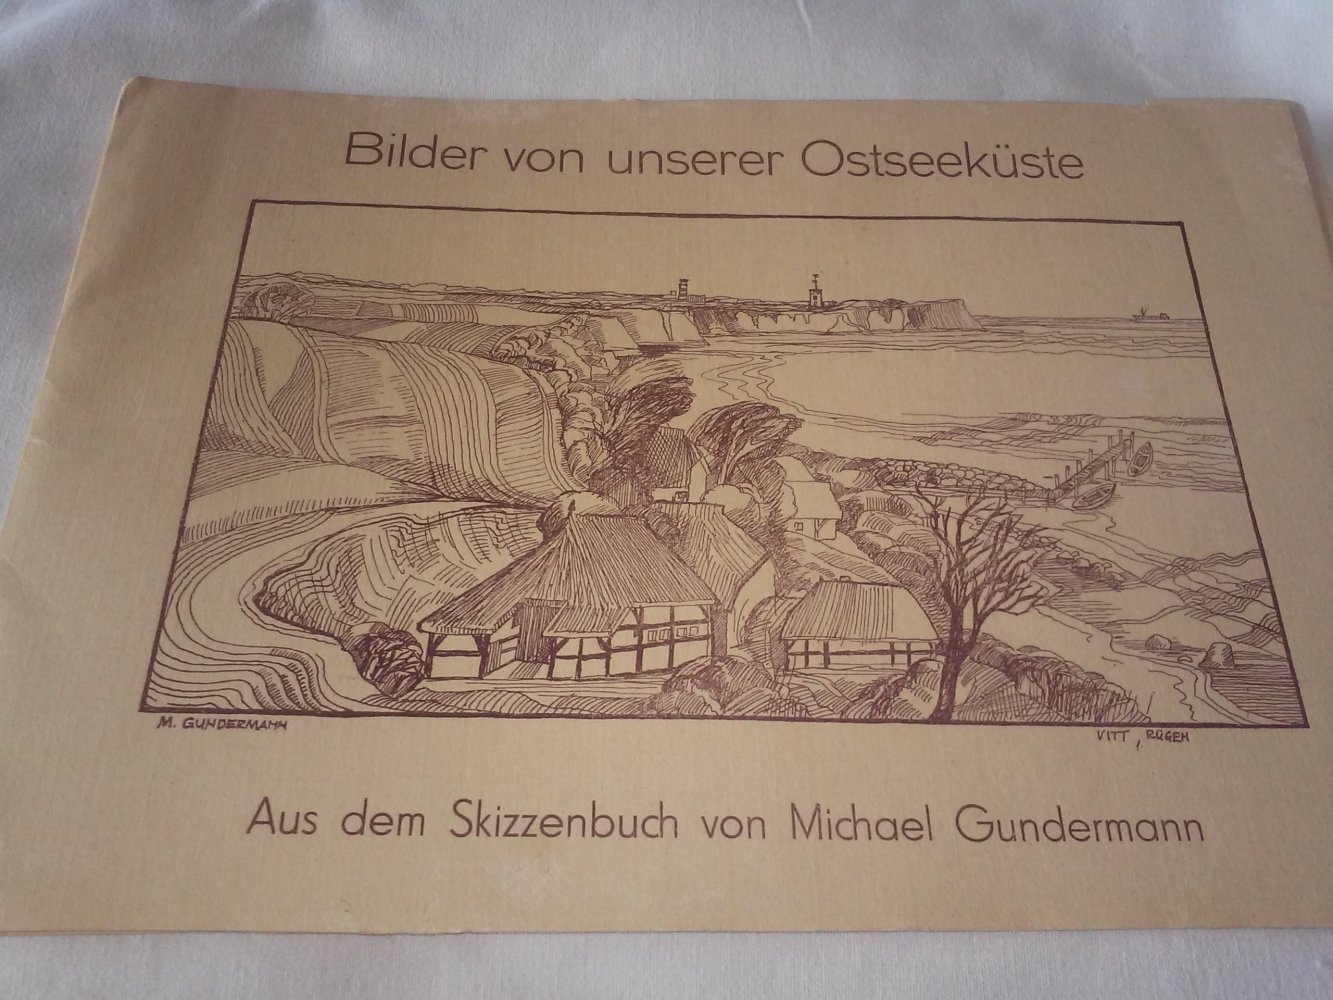 Bilder von unserer Ostseeküste
M. GUNDERMANN
VITT, RÜGEN
Aus dem Skizzenbuch von Michael Gundermann